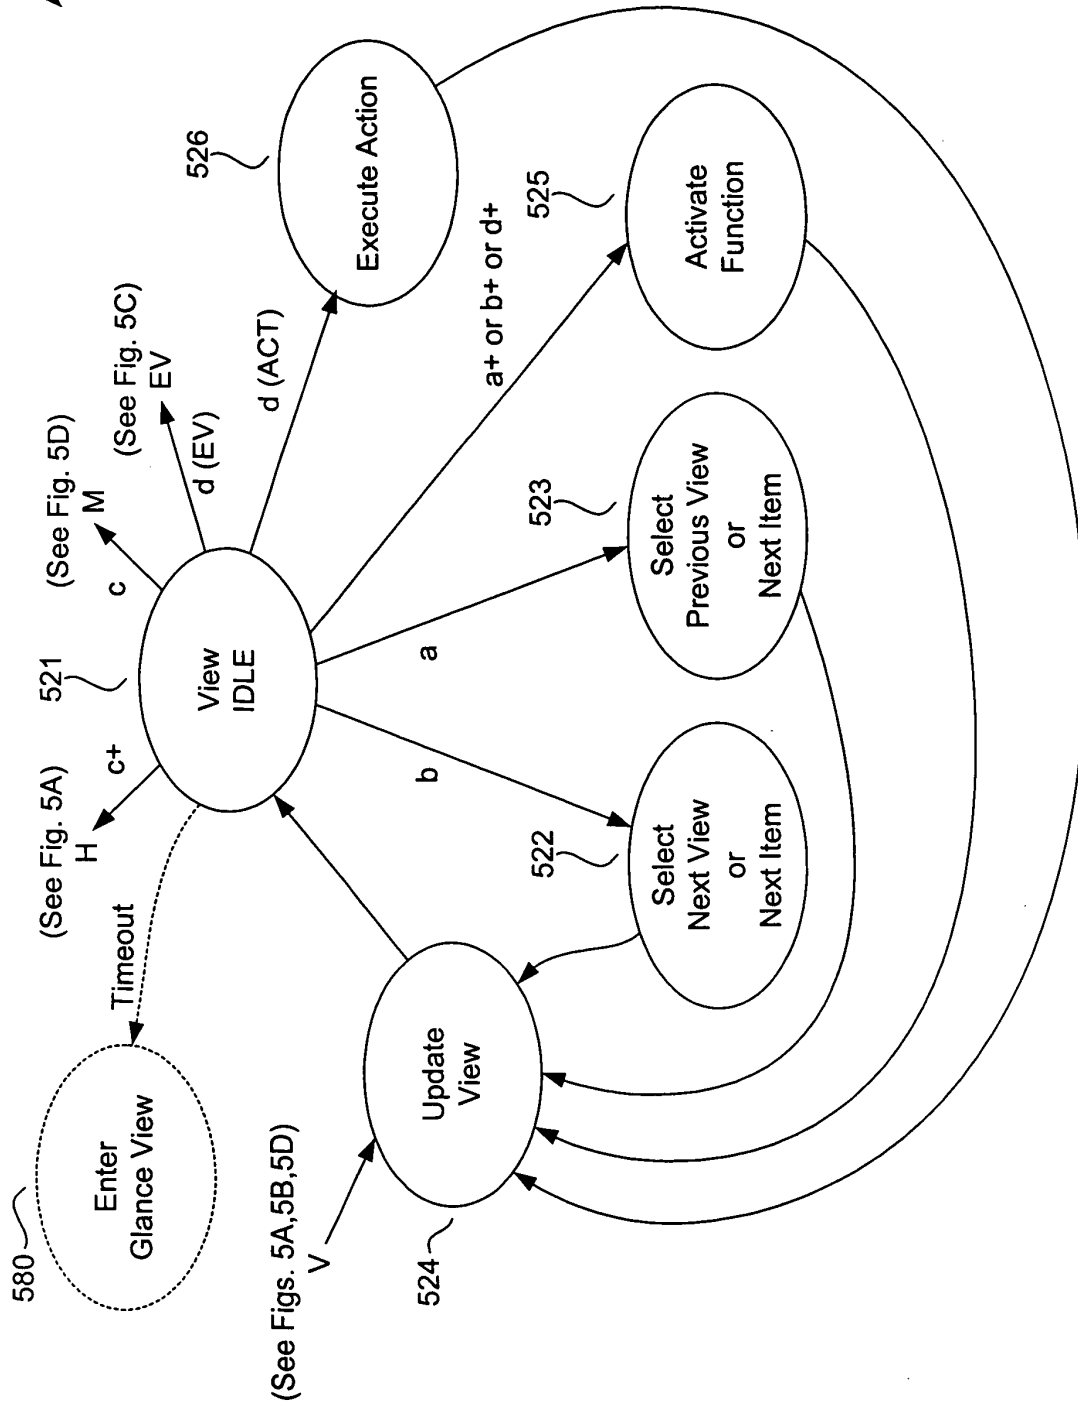 580
Enter
Glance View
Timeout
(See Fig. 5A)
H
c+
521
View
IDLE
(See Fig. 5D)
M
c
(See Fig. 5C)
EV
d (EV)
526
Execute Action
d (ACT)
(See Figs. 5A,5B,5D)
V
524
Update
View
b
a
a+ or b+ or d+
522
Select
Next View
or
Next Item
523
Select
Previous View
or
Next Item
525
Activate
Function